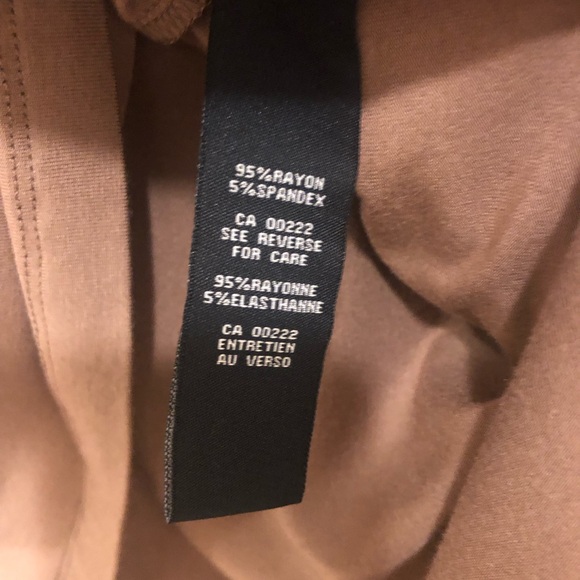 95%RAYON
5%SPANDEX
CA 00222
SEE REVERSE
FOR CARE
95%RAYONNE
5%ELASTHANNE
CA 00222
ENTRETIEN
AU VERSO